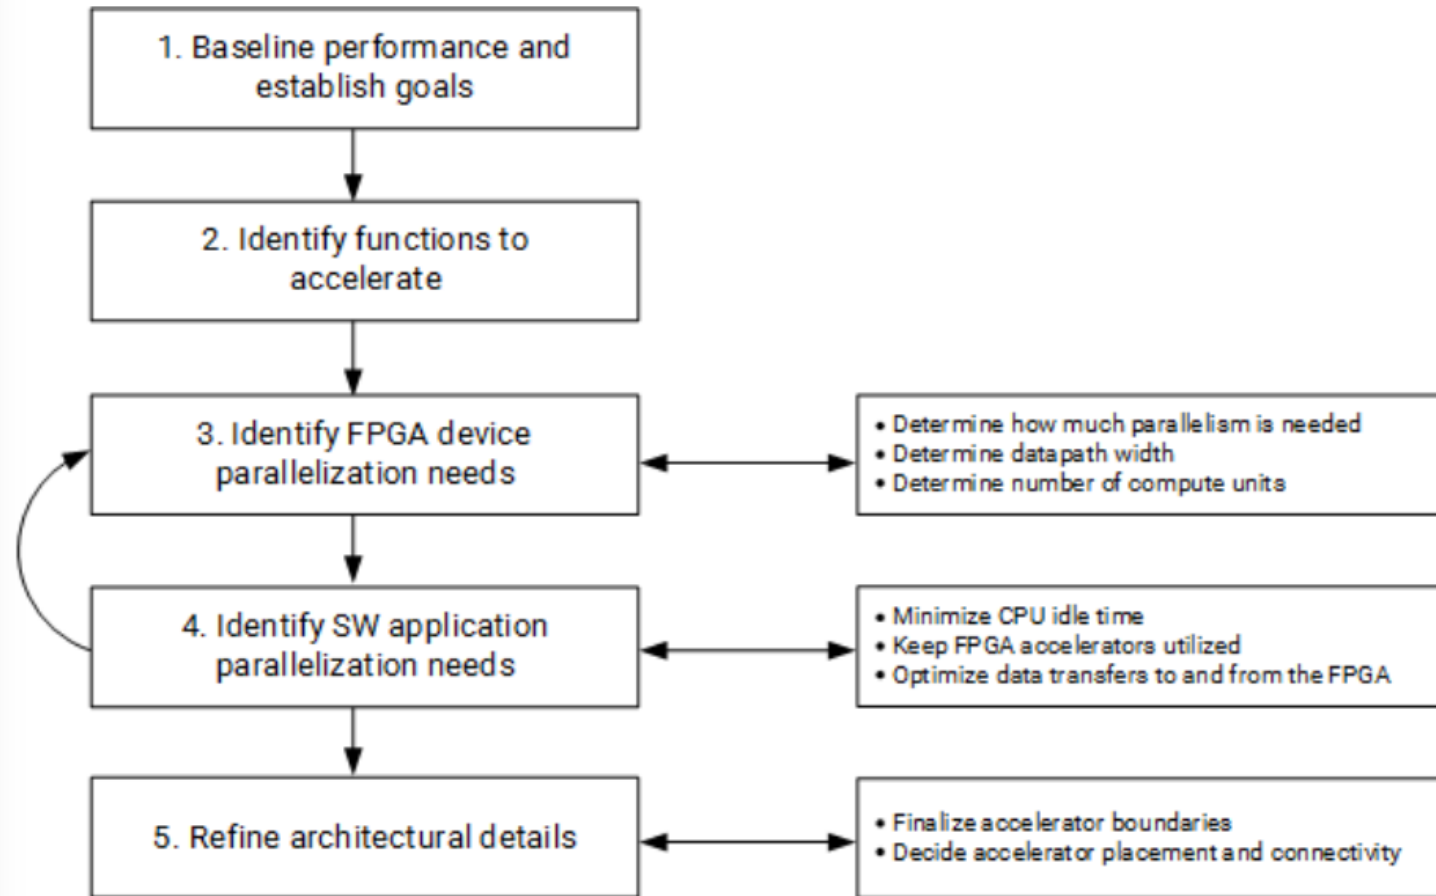 1. Baseline performance and
establish goals
2. Identify functions to
accelerate
3. Identify FPGA device
parallelization needs
• Determine how much parallelism is needed
• Determine datapath width
• Determine number of compute units
4. Identify SW application
parallelization needs
• Minimize CPU idle time
• Keep FPGA accelerators utilized
• Optimize data transfers to and from the FPGA
5. Refine architectural details
• Finalize accelerator boundaries
• Decide accelerator placement and connectivity